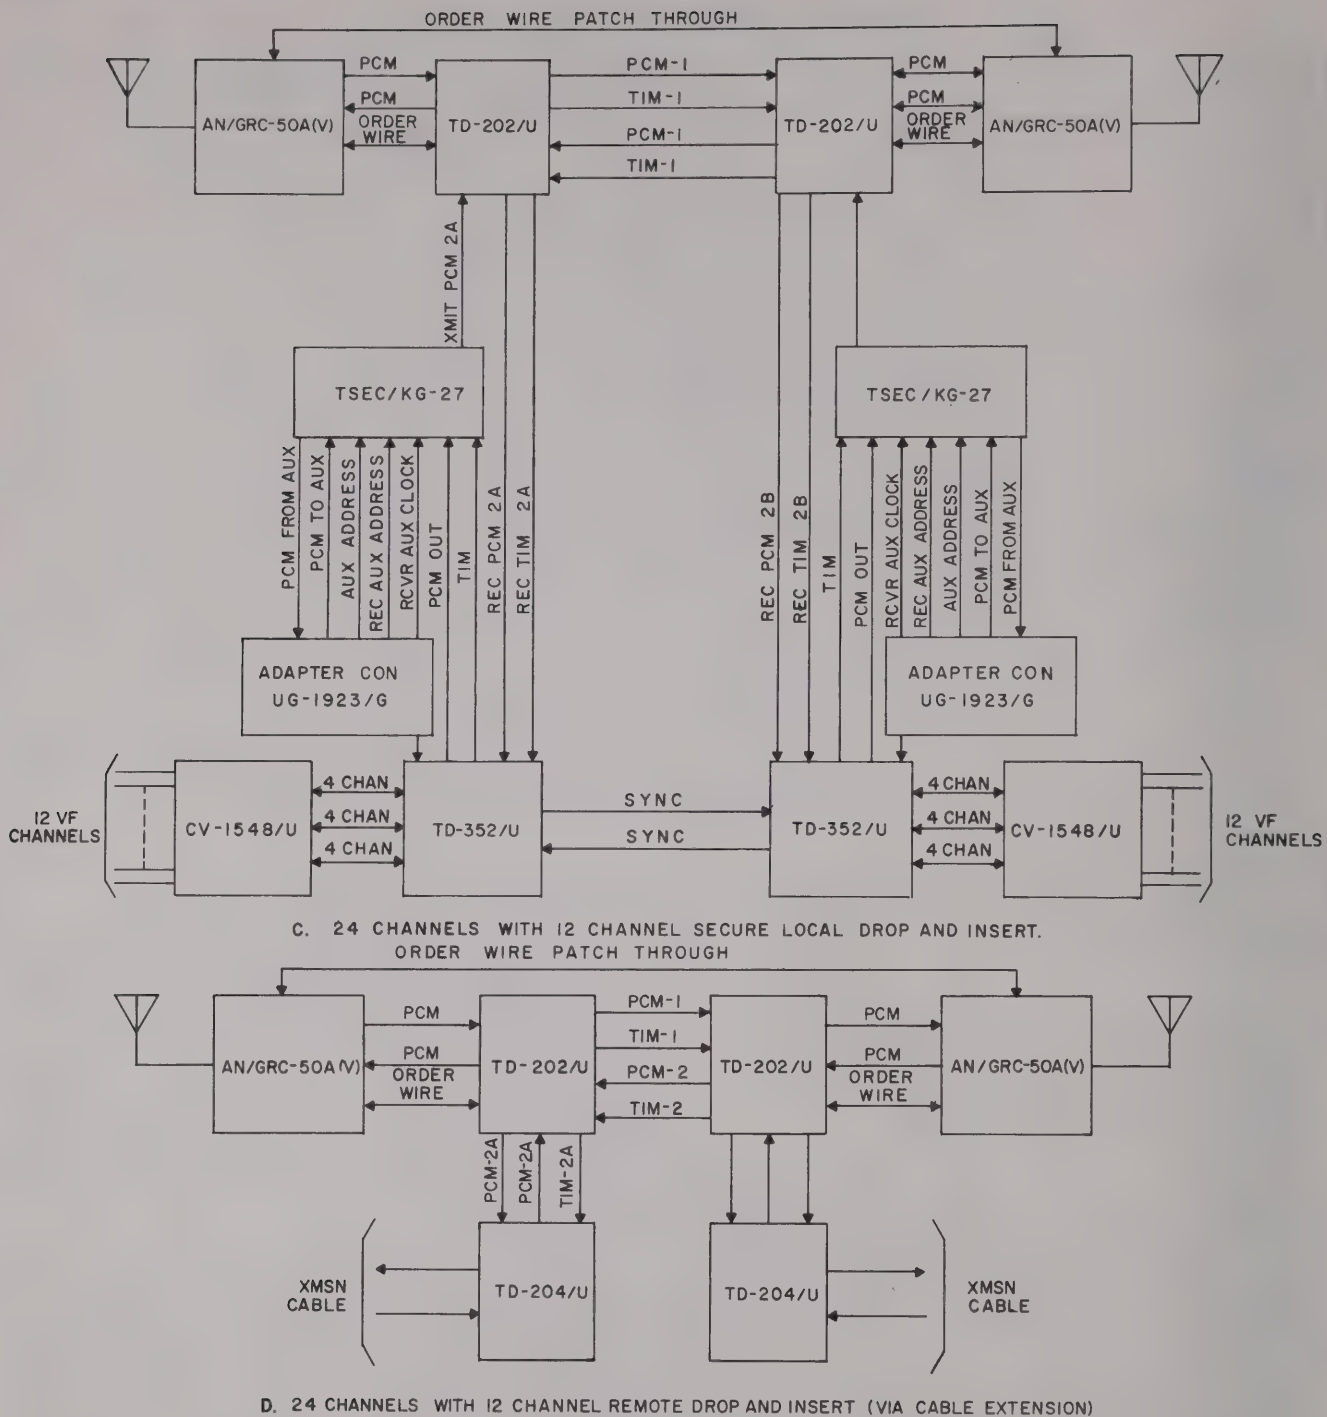 ORDER WIRE PATCH THROUGH
AN/GRC-50A(V)
PCM
PCM
ORDER
WIRE
TD-202/U
PCM-1
TIM-1
PCM-1
TIM-1
TD-202/U
PCM
PCM
ORDER
WIRE
AN/GRC-50A(V)
XMIT PCM 2A
TSEC/KG-27
TSEC/KG-27
PCM FROM AUX
PCM TO AUX
AUX ADDRESS
REC AUX ADDRESS
RCVR AUX CLOCK
PCM OUT
TIM
REC PCM 2A
REC TIM 2A
REC PCM 2B
REC TIM 2B
TIM
PCM OUT
RCVR AUX CLOCK
REC AUX ADDRESS
AUX ADDRESS
PCM TO AUX
PCM FROM AUX
ADAPTER CON
UG-1923/G
ADAPTER CON
UG-1923/G
12 VF
CHANNELS
CV-1548/U
4 CHAN
4 CHAN
4 CHAN
TD-352/U
SYNC
SYNC
TD-352/U
4 CHAN
4 CHAN
4 CHAN
CV-1548/U
12 VF
CHANNELS
C. 24 CHANNELS WITH 12 CHANNEL SECURE LOCAL DROP AND INSERT.
ORDER WIRE PATCH THROUGH
AN/GRC-50A(V)
PCM
PCM
ORDER
WIRE
TD-202/U
PCM-1
TIM-1
PCM-2
TIM-2
TD-202/U
PCM
PCM
ORDER
WIRE
AN/GRC-50A(V)
PCM-2A
PCM-2A
TIM-2A
XMSN
CABLE
TD-204/U
TD-204/U
XMSN
CABLE
D. 24 CHANNELS WITH 12 CHANNEL REMOTE DROP AND INSERT (VIA CABLE EXTENSION)